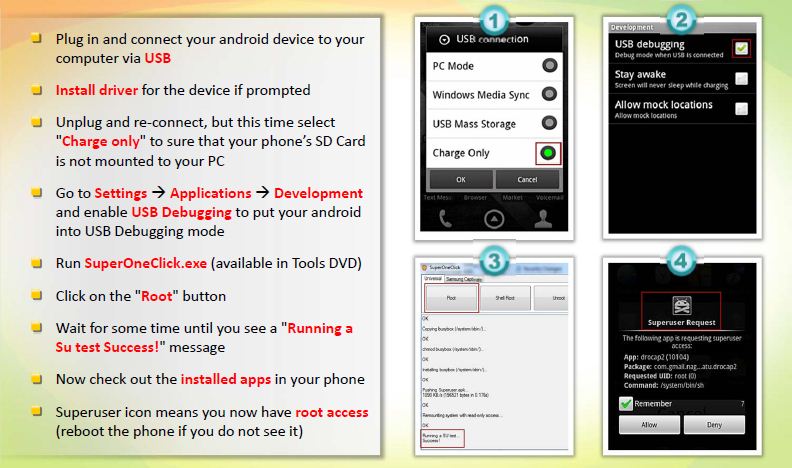 Plug in and connect your android device to your
computer via USB
Install driver for the device if prompted
Unplug and re-connect, but this time select
"Charge only" to sure that your phone's SD Card
is not mounted to your PC
Go to Settings → Applications → Development
and enable USB Debugging to put your android
into USB Debugging mode
Run SuperOneClick.exe (available in Tools DVD)
Click on the "Root" button
Wait for some time until you see a "Running a
Su test Success!" message
Now check out the installed apps in your phone
Superuser icon means you now have root access
(reboot the phone if you do not see it)
1
USB connection
PC Mode
Windows Media Sync
USB Mass Storage
Charge Only
OK Cancel
Text Mess Browser Market Voicemail
2
Development
USB debugging
Debug mode when USB is connected
Stay awake
Screen will never sleep while charging
Allow mock locations
Allow mock locations
3
SuperOneClick
Universal Samsung Captivate
Root Shell Root Unroot
OK
Copying busybox (/system/xbin/)...
OK
chmod busybox (/system/xbin/)...
OK
Installing busybox (/system/xbin/)...
OK
Pushing Superuser.apk...
OK
Remounting system with read-only access...
OK
Running a SU test...
Success!
4
Superuser Request
The following app is requesting superuser
access:
App: drocap2 (10104)
Package: com.gmail.nag...atu.drocap2
Requested UID: root (0)
Command: /system/bin/sh
Remember 7
Allow Deny